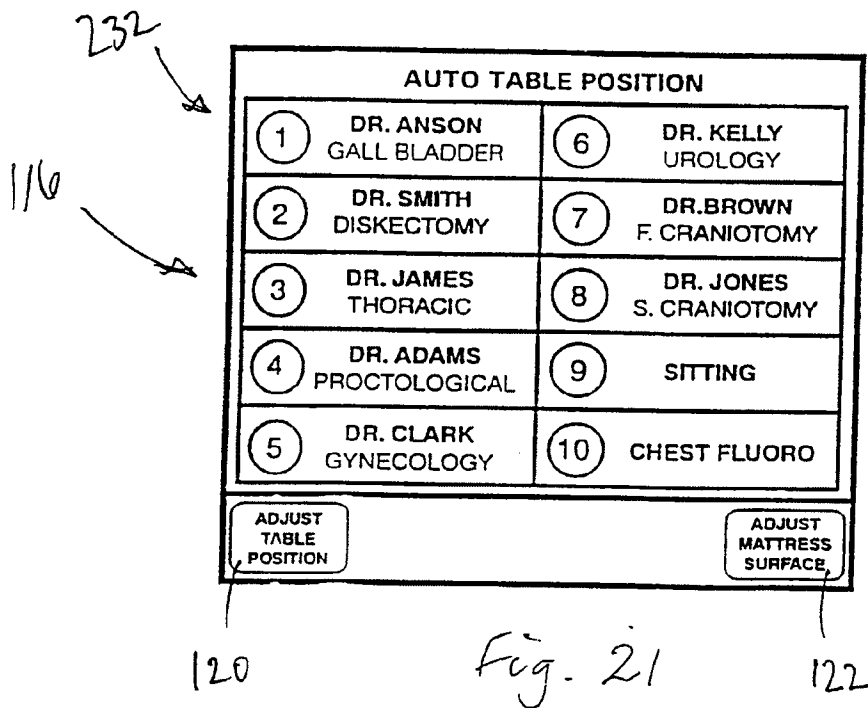 232
116
AUTO TABLE POSITION
1 DR. ANSON
GALL BLADDER
2 DR. SMITH
DISKECTOMY
3 DR. JAMES
THORACIC
4 DR. ADAMS
PROCTOLOGICAL
5 DR. CLARK
GYNECOLOGY
6 DR. KELLY
UROLOGY
7 DR.BROWN
F. CRANIOTOMY
8 DR. JONES
S. CRANIOTOMY
9 SITTING
10 CHEST FLUORO
ADJUST
TABLE
POSITION
ADJUST
MATTRESS
SURFACE
120
Fig. 21
122